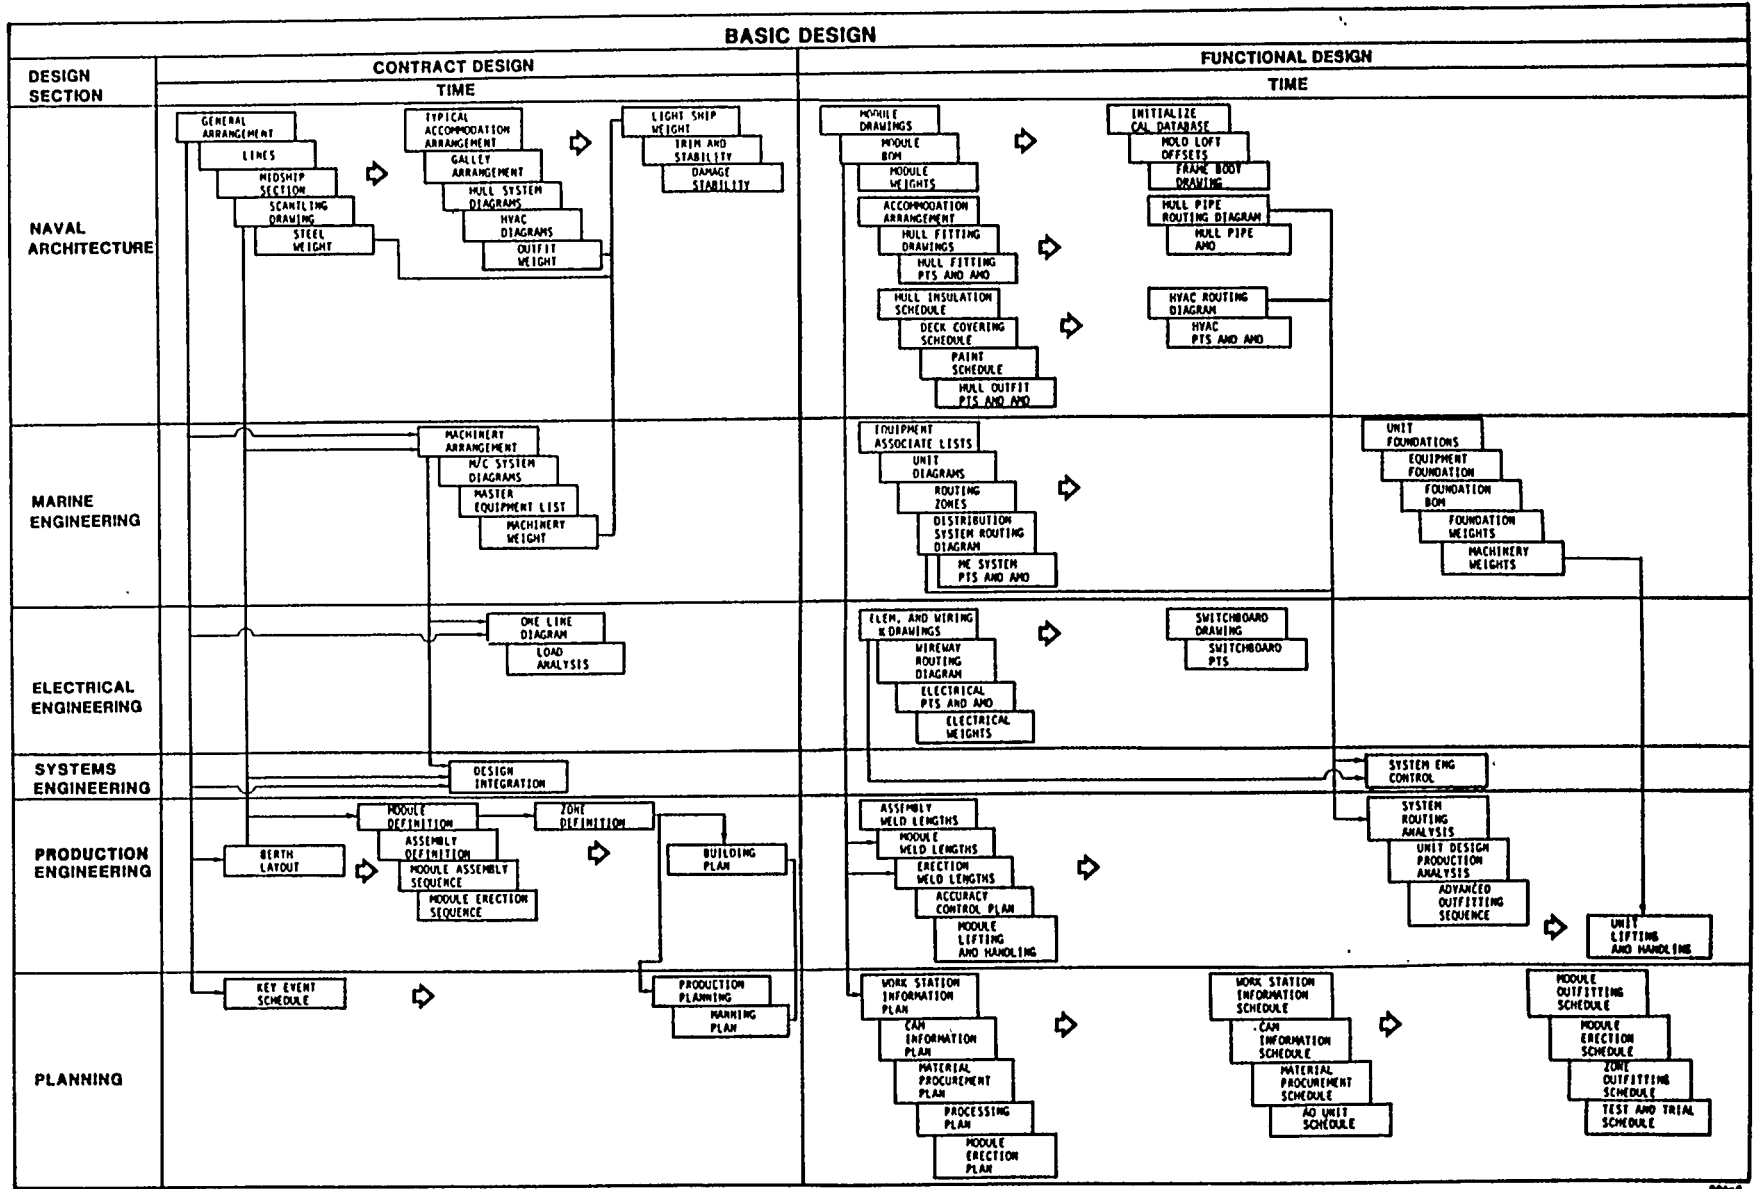 BASIC DESIGN
DESIGN
SECTION
CONTRACT DESIGN
FUNCTIONAL DESIGN
TIME
TIME
NAVAL
ARCHITECTURE
GENERAL
ARRANGEMENT
LINES
MIDSHIP
SECTION
SCANTLING
DRAWING
STEEL
WEIGHT
TYPICAL
ACCOMMODATION
ARRANGEMENT
GALLEY
ARRANGEMENT
HULL SYSTEM
DIAGRAMS
HVAC
DIAGRAMS
OUTFIT
WEIGHT
LIGHT SHIP
WEIGHT
TRIM AND
STABILITY
DAMAGE
STABILITY
MODULE
DRAWINGS
MODULE
BOM
MODULE
WEIGHTS
ACCOMMODATION
ARRANGEMENT
HULL FITTING
DRAWINGS
HULL FITTING
PTS AND AMO
HULL INSULATION
SCHEDULE
DECK COVERING
SCHEDULE
PAINT
SCHEDULE
HULL OUTFIT
PTS AND AMO
INITIALIZE
CAL DATABASE
MOLD LOFT
OFFSETS
FRAME BODY
DRAWING
HULL PIPE
ROUTING DIAGRAM
HULL PIPE
AMO
HVAC ROUTING
DIAGRAM
HVAC
PTS AND AMO
MARINE
ENGINEERING
MACHINERY
ARRANGEMENT
M/C SYSTEM
DIAGRAMS
MASTER
EQUIPMENT LIST
MACHINERY
WEIGHT
EQUIPMENT
ASSOCIATE LISTS
UNIT
DIAGRAMS
ROUTING
ZONES
DISTRIBUTION
SYSTEM ROUTING
DIAGRAM
ME SYSTEM
PTS AND AMO
UNIT
FOUNDATIONS
EQUIPMENT
FOUNDATION
FOUNDATION
BOM
FOUNDATION
WEIGHTS
MACHINERY
WEIGHTS
ELECTRICAL
ENGINEERING
ONE LINE
DIAGRAM
LOAD
ANALYSIS
ELEM. AND WIRING
DRAWINGS
WIREWAY
ROUTING
DIAGRAM
ELECTRICAL
PTS AND AMO
ELECTRICAL
WEIGHTS
SWITCHBOARD
DRAWING
SWITCHBOARD
PTS
SYSTEMS
ENGINEERING
DESIGN
INTEGRATION
SYSTEM ENG
CONTROL
PRODUCTION
ENGINEERING
BERTH
LAYOUT
MODULE
DEFINITION
ASSEMBLY
DEFINITION
MODULE ASSEMBLY
SEQUENCE
MODULE ERECTION
SEQUENCE
ZONE
DEFINITION
BUILDING
PLAN
ASSEMBLY
WELD LENGTHS
MODULE
WELD LENGTHS
ERECTION
WELD LENGTHS
ACCURACY
CONTROL PLAN
MODULE
LIFTING
AND HANDLING
SYSTEM
ROUTING
ANALYSIS
UNIT DESIGN
PRODUCTION
ANALYSIS
ADVANCED
OUTFITTING
SEQUENCE
UNIT
LIFTING
AND HANDLING
PLANNING
KEY EVENT
SCHEDULE
PRODUCTION
PLANNING
MANNING
PLAN
WORK STATION
INFORMATION
PLAN
CAM
INFORMATION
PLAN
MATERIAL
PROCUREMENT
PLAN
PROCESSING
PLAN
MODULE
ERECTION
PLAN
WORK STATION
INFORMATION
SCHEDULE
CAM
INFORMATION
SCHEDULE
MATERIAL
PROCUREMENT
SCHEDULE
AO UNIT
SCHEDULE
MODULE
OUTFITTING
SCHEDULE
MODULE
ERECTION
SCHEDULE
ZONE
OUTFITTING
SCHEDULE
TEST AND TRIAL
SCHEDULE